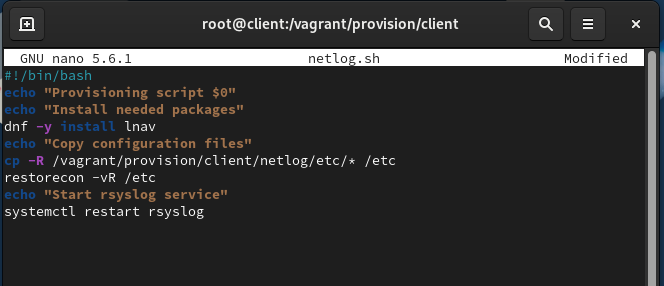 root@client:/vagrant/provision/client
GNU nano 5.6.1 netlog.sh Modified
#!/bin/bash
echo "Provisioning script $0"
echo "Install needed packages"
dnf -y install lnav
echo "Copy configuration files"
cp -R /vagrant/provision/client/netlog/etc/* /etc
restorecon -vR /etc
echo "Start rsyslog service"
systemctl restart rsyslog